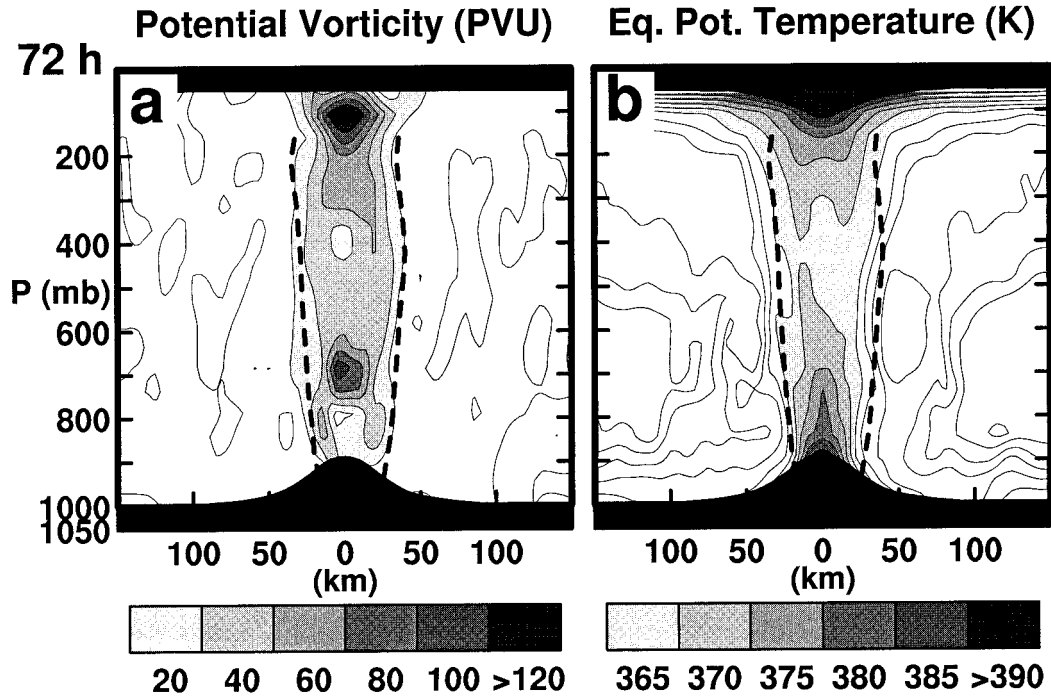 Potential Vorticity (PVU)
Eq. Pot. Temperature (K)
72 h
a
b
200
400
P (mb)
600
800
1000
1050
100 50 0 100
(km)
100 50 0 50 100
(km)
20 40 60 80 100 >120
365 370 375 380 385 >390